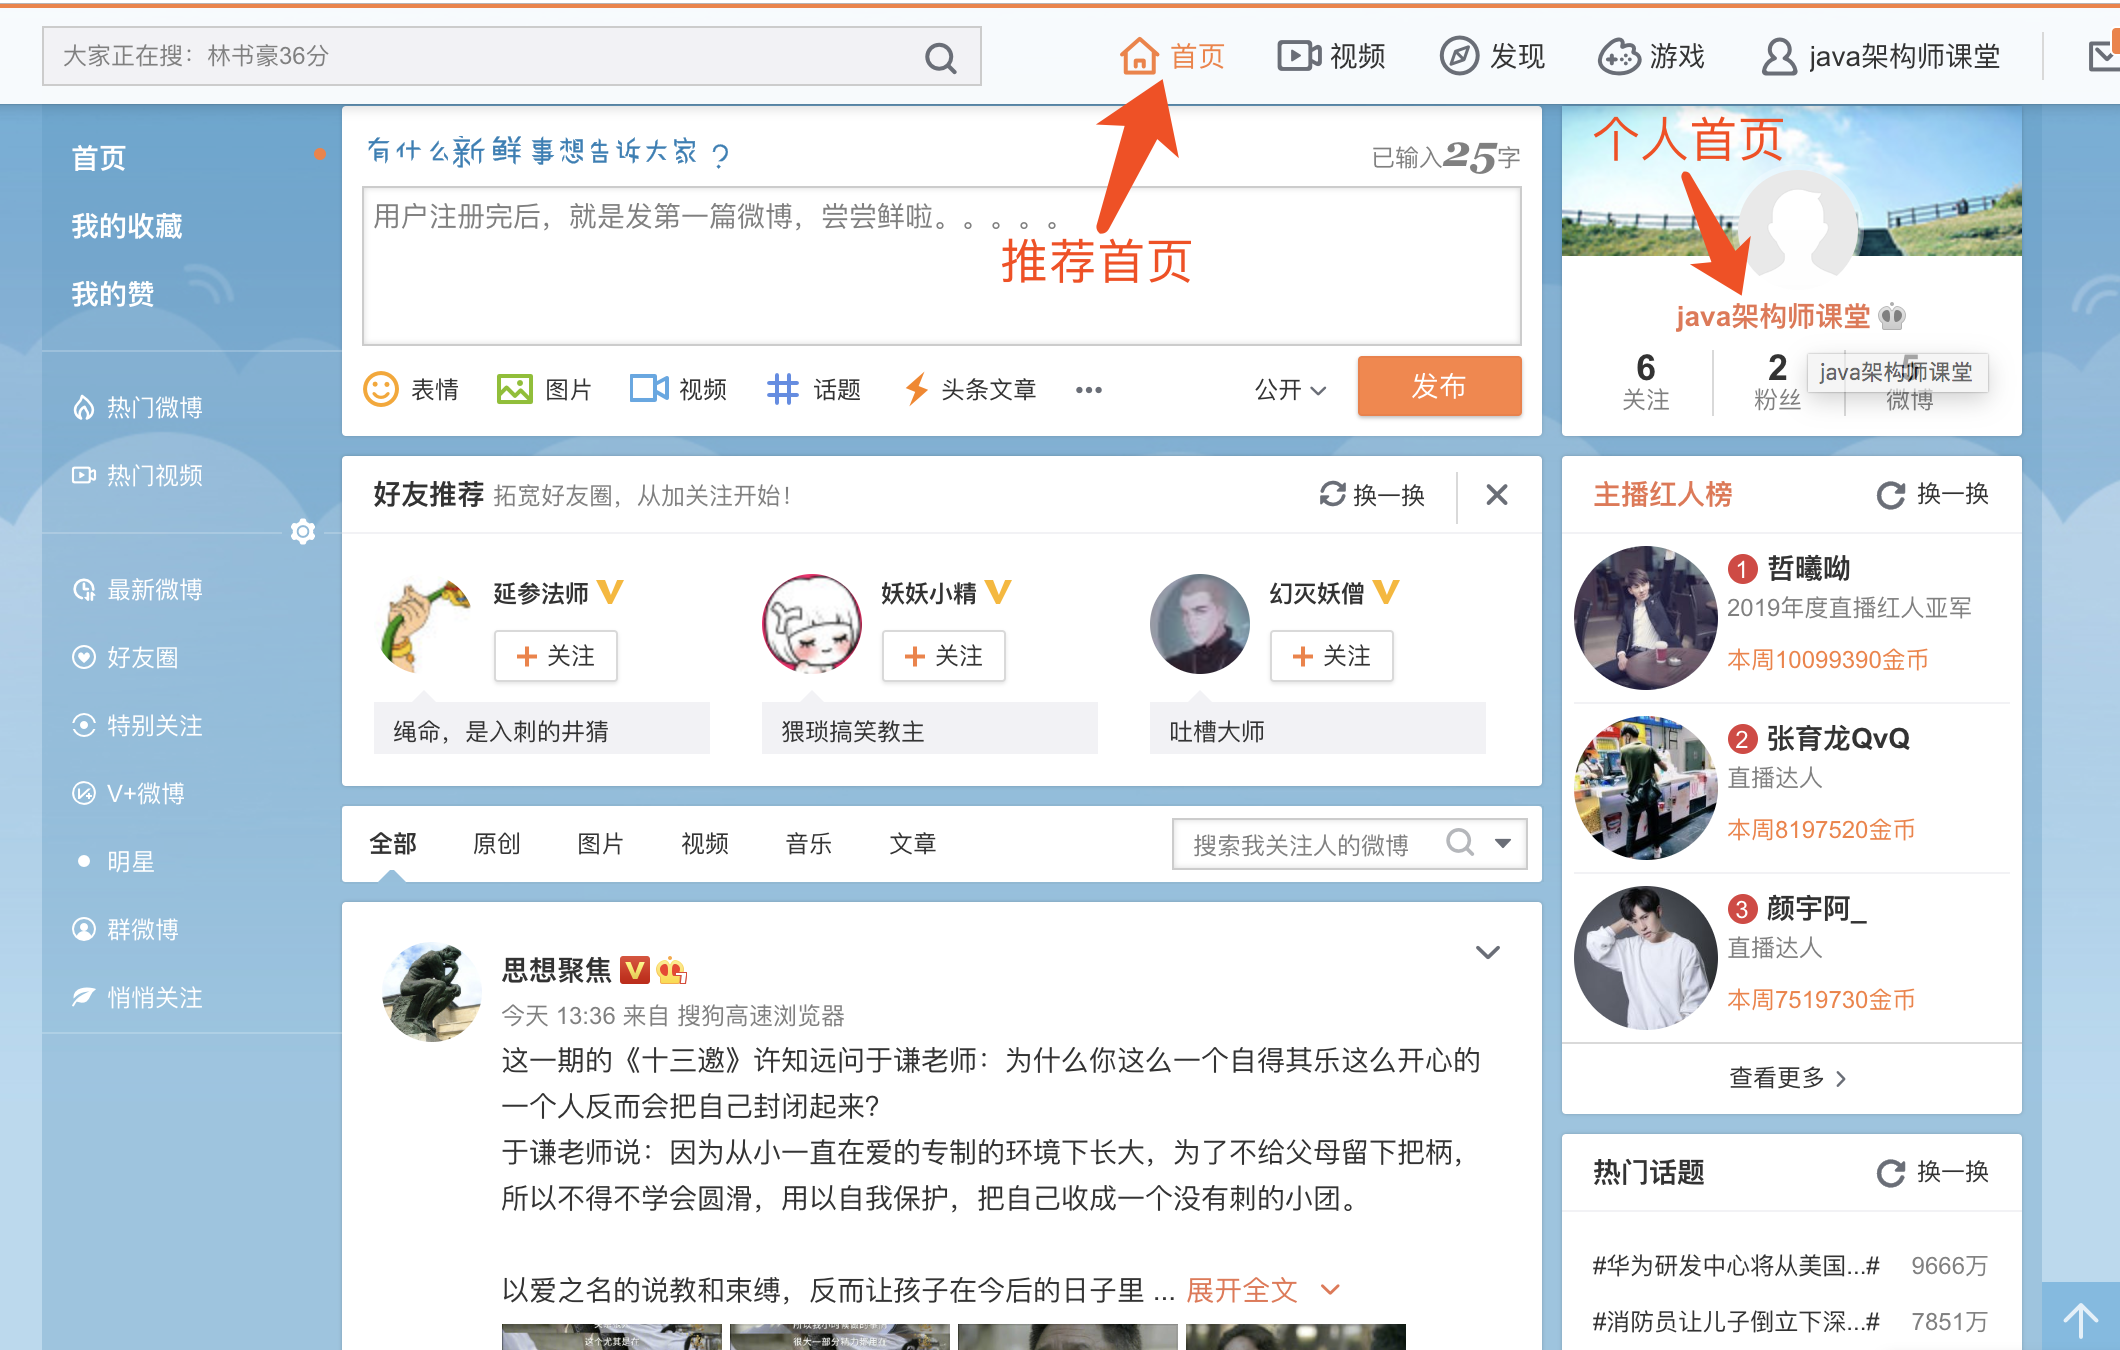 大家正在搜：林书豪36分
首页
视频
发现
游戏
java架构师课堂
首页
我的收藏
我的赞
热门微博
热门视频
最新微博
好友圈
特别关注
V+微博
明星
群微博
悄悄关注
有什么新鲜事想告诉大家？
已输入25字
用户注册完后，就是发第一篇微博，尝尝鲜啦。。。。。
推荐首页
表情
图片
视频
话题
头条文章
公开
发布
个人首页
java架构师课堂
6
2
关注
粉丝
微博
java架构师课堂
好友推荐 拓宽好友圈，从加关注开始！
换一换
延参法师
+ 关注
绳命，是入刺的井猜
妖妖小精
+ 关注
猥琐搞笑教主
幻灭妖僧
+ 关注
吐槽大师
全部
原创
图片
视频
音乐
文章
搜索我关注人的微博
思想聚焦
今天 13:36 来自 搜狗高速浏览器
这一期的《十三邀》许知远问于谦老师：为什么你这么一个自得其乐这么开心的
一个人反而会把自己封闭起来?
于谦老师说：因为从小一直在爱的专制的环境下长大，为了不给父母留下把柄，
所以不得不学会圆滑，用以自我保护，把自己收成一个没有刺的小团。
以爱之名的说教和束缚，反而让孩子在今后的日子里 ... 展开全文
这个尤其是在
主播红人榜
换一换
1 哲曦呦
2019年度直播红人亚军
本周10099390金币
2 张育龙QvQ
直播达人
本周8197520金币
3 颜宇阿_
直播达人
本周7519730金币
查看更多
热门话题
换一换
#华为研发中心将从美国...# 9666万
#消防员让儿子倒立下深...# 7851万